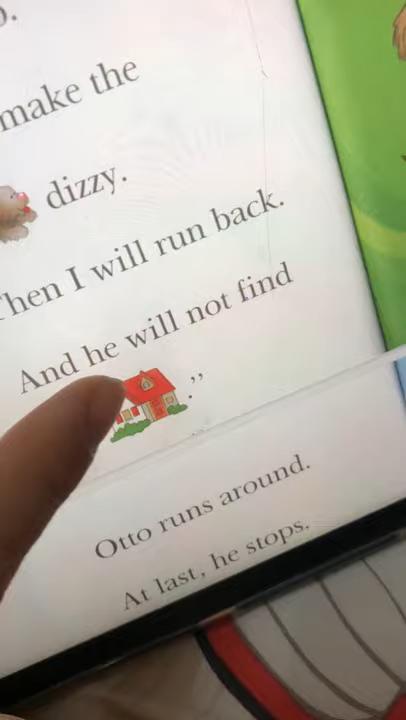 make the
dizzy.
Then I will run back.
And he will not find
.”
Otto runs around.
At last, he stops.